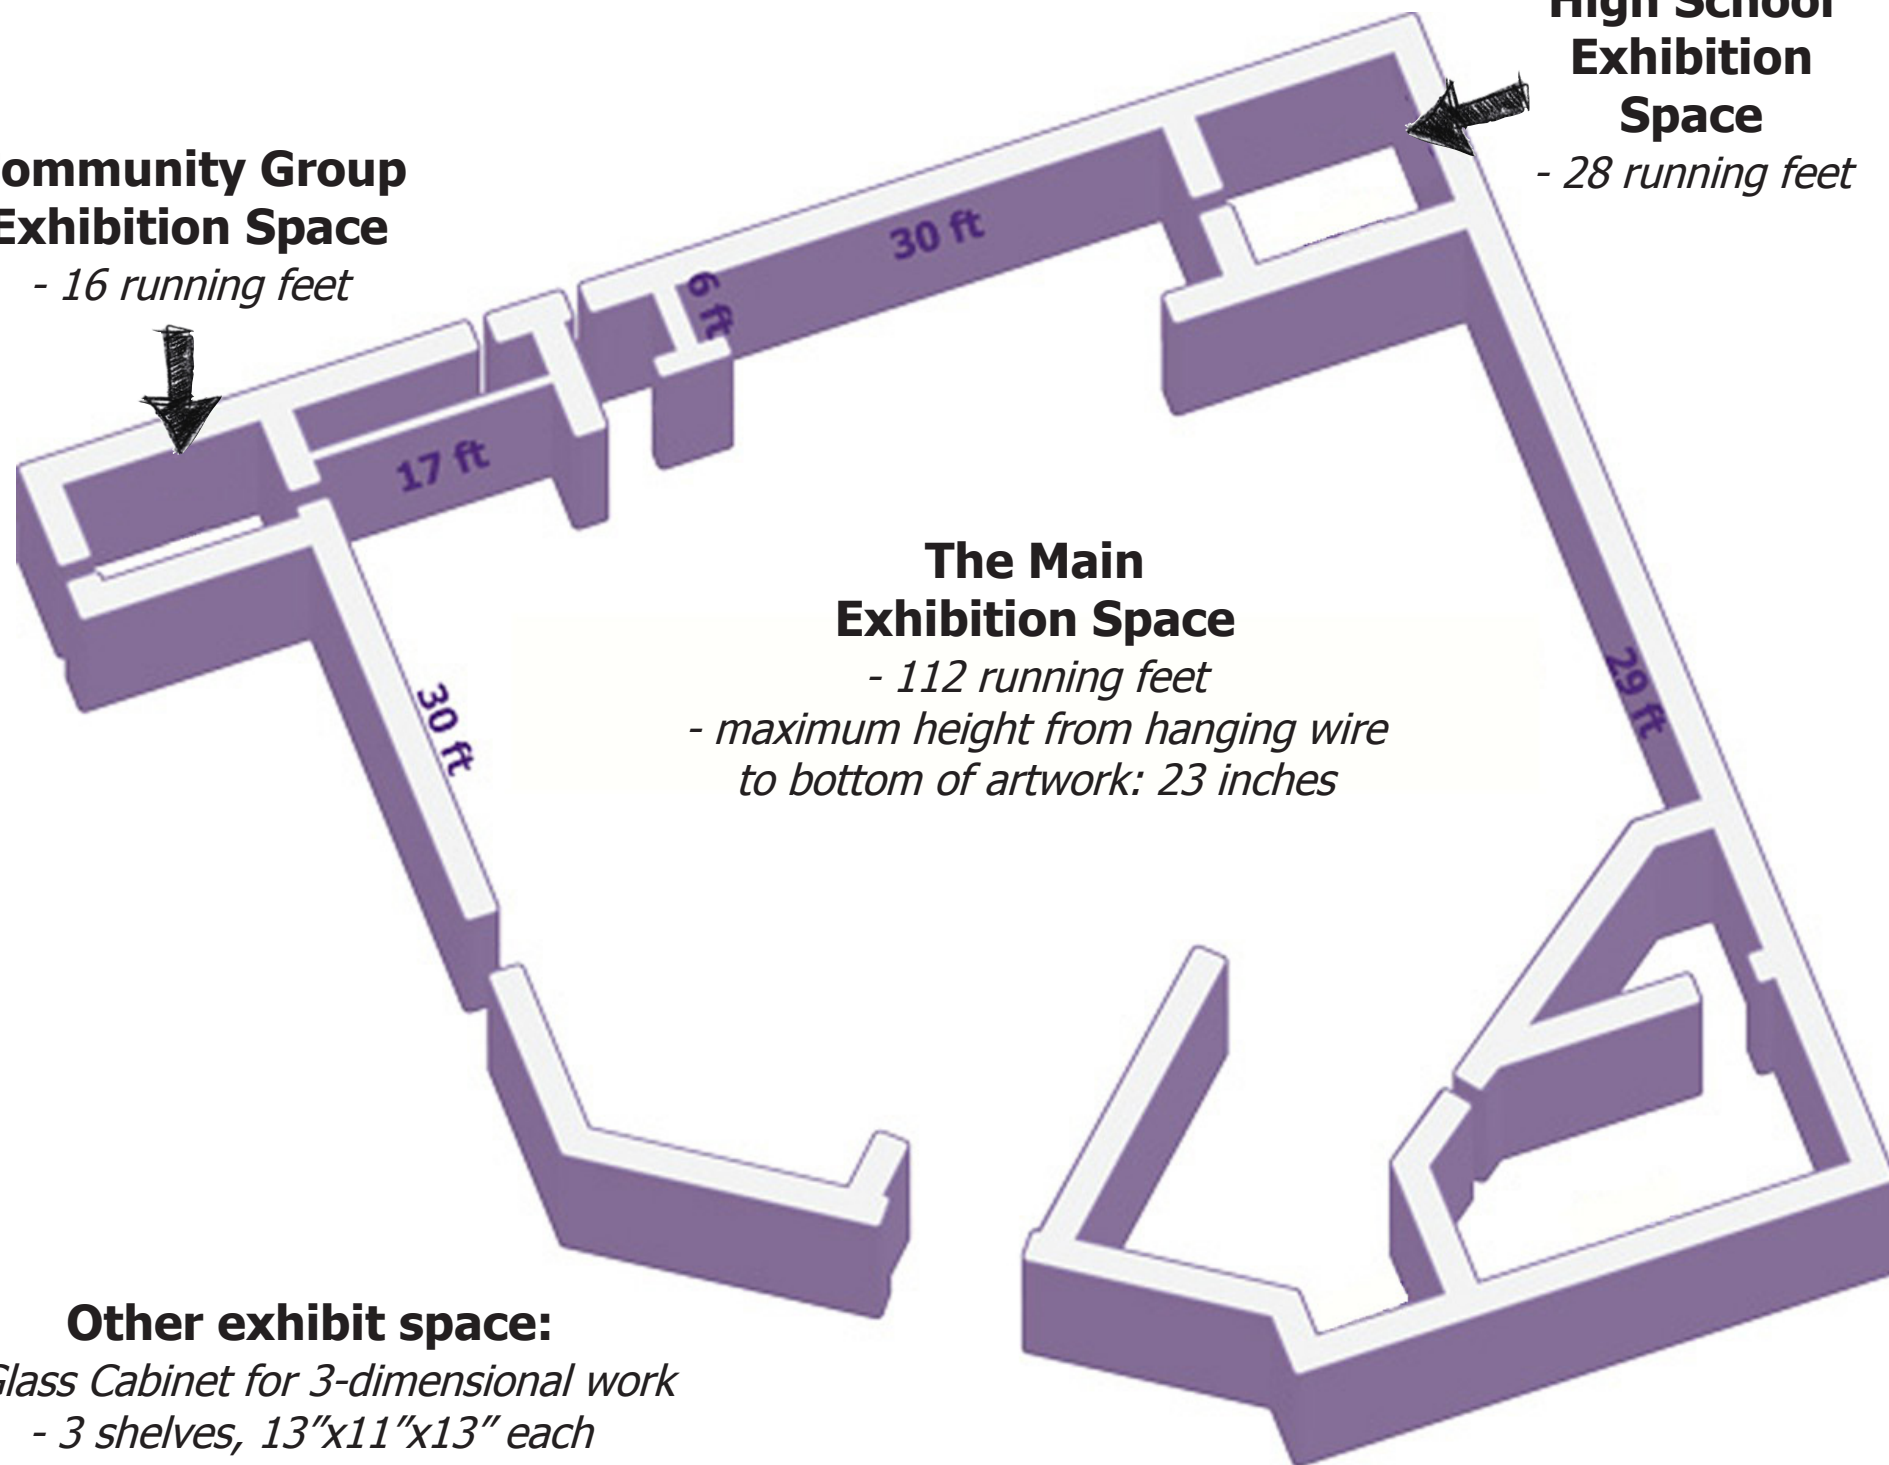 High School
Exhibition
Space
- 28 running feet
ommunity Group
Exhibition Space
- 16 running feet
30 ft
6 ft
17 ft
30 ft
29 ft
The Main
Exhibition Space
- 112 running feet
- maximum height from hanging wire
to bottom of artwork: 23 inches
Other exhibit space:
Glass Cabinet for 3-dimensional work
- 3 shelves, 13”x11”x13” each